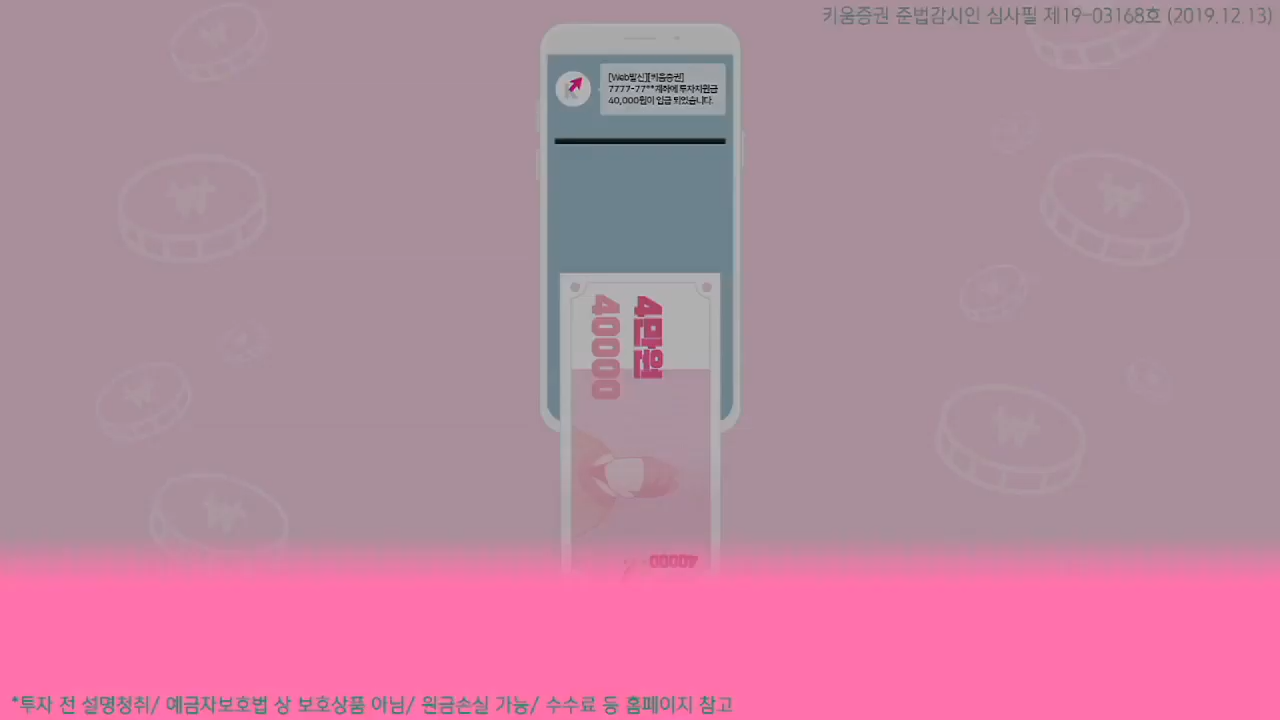 키움증권 준법감시인 심사필 제19-03168호 (2019.12.13)
[Web발신][키움증권]
7777-77**계좌에 투자지원금
40,000원이 입금 되었습니다.
4만원
40000
40000
*투자 전 설명청취/ 예금자보호법 상 보호상품 아님/ 원금손실 가능/ 수수료 등 홈페이지 참고